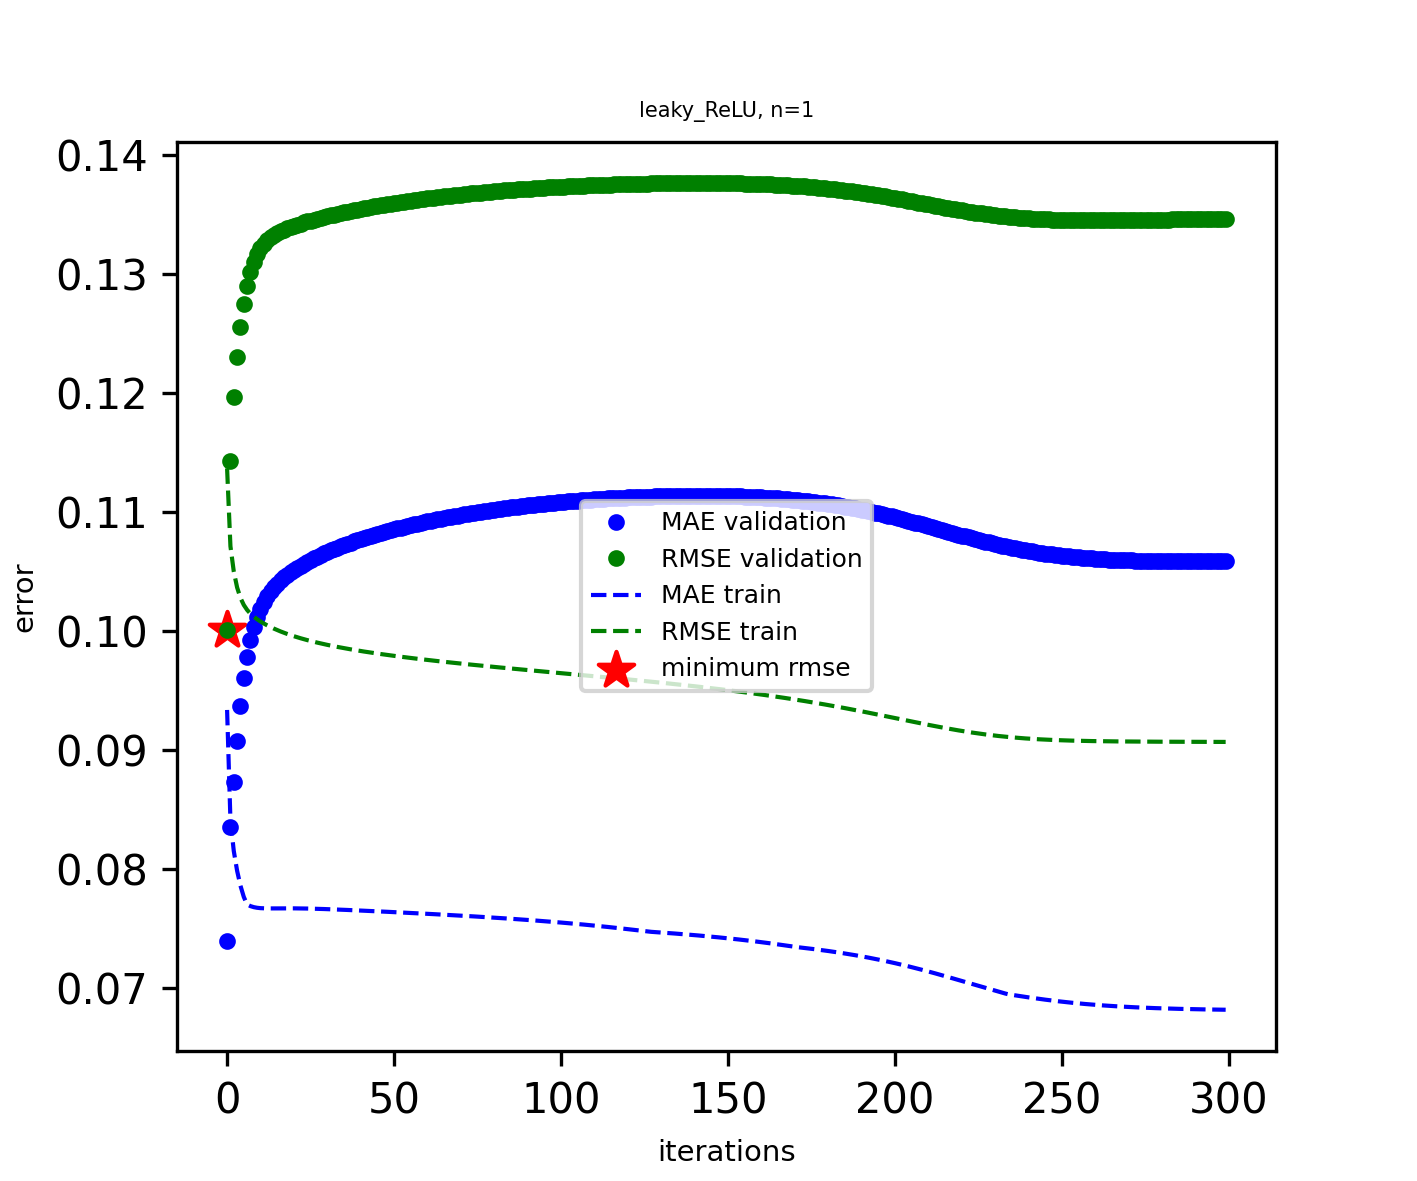 leaky_ReLU, n=1
0.14
0.13
0.12
0.11
0.10
0.09
0.08
0.07
error
MAE validation
RMSE validation
MAE train
RMSE train
minimum rmse
0 50 100 150 200 250 300
iterations